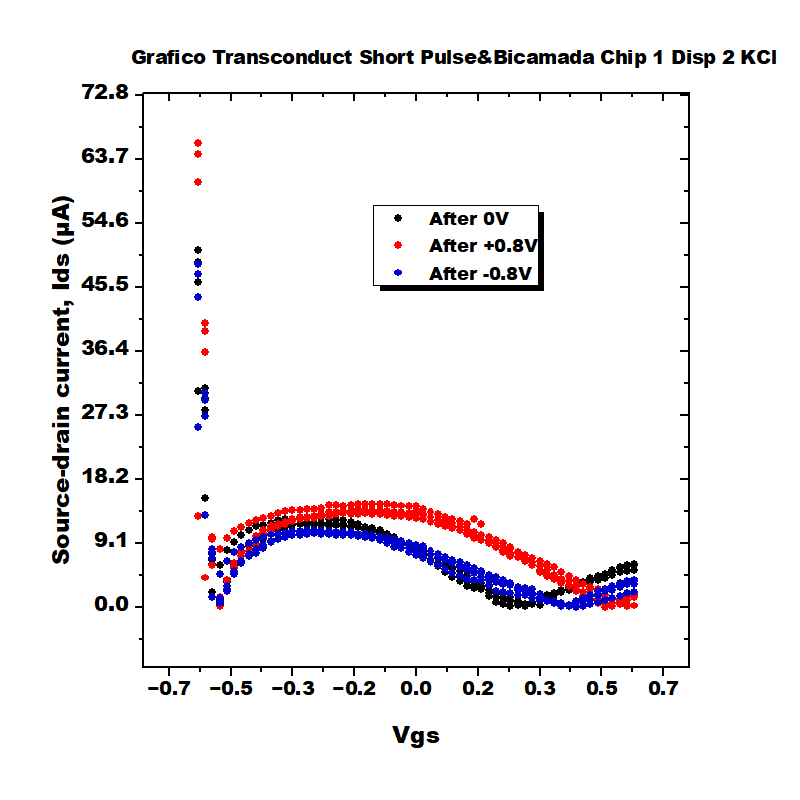 Grafico Transconduct Short Pulse&Bicamada Chip 1 Disp 2 KCl
72.8
63.7
54.6
45.5
36.4
27.3
18.2
9.1
0.0
Source-drain current, Ids (µA)
After 0V
After +0.8V
After -0.8V
−0.7 −0.5 −0.3 −0.2 0.0 0.2 0.3 0.5 0.7
Vgs